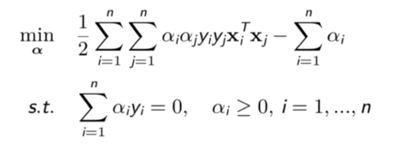 min_α 1/2 ∑_{i=1}^{n} ∑_{j=1}^{n} α_i α_j y_i y_j x_i^T x_j − ∑_{i=1}^{n} α_i
s.t. ∑_{i=1}^{n} α_i y_i = 0, α_i ≥ 0, i = 1, ..., n